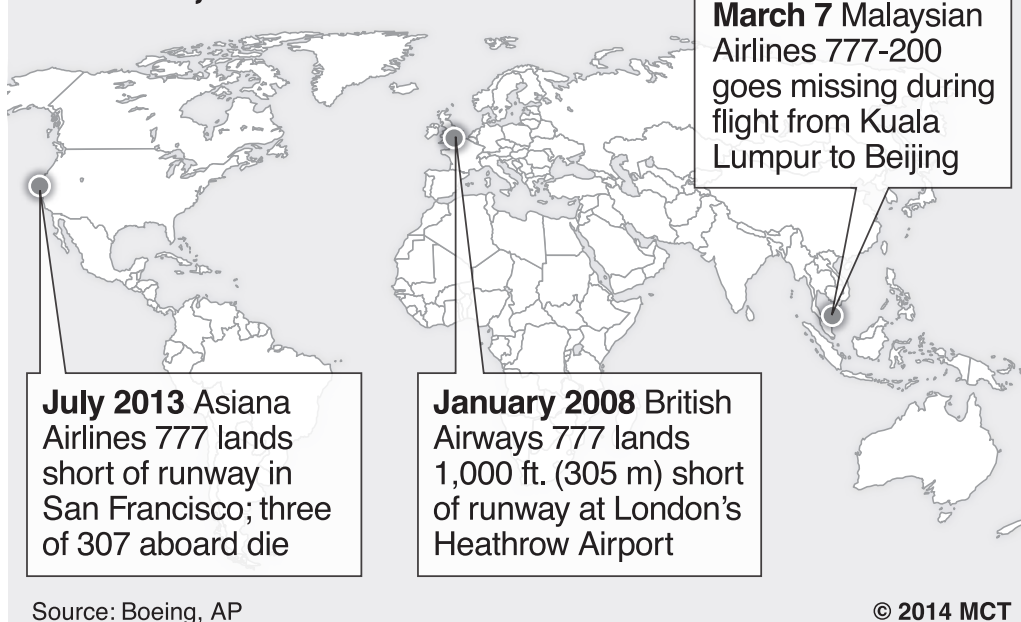 March 7 Malaysian
Airlines 777-200
goes missing during
flight from Kuala
Lumpur to Beijing
July 2013 Asiana
Airlines 777 lands
short of runway in
San Francisco; three
of 307 aboard die
January 2008 British
Airways 777 lands
1,000 ft. (305 m) short
of runway at London’s
Heathrow Airport
Source: Boeing, AP
© 2014 MCT